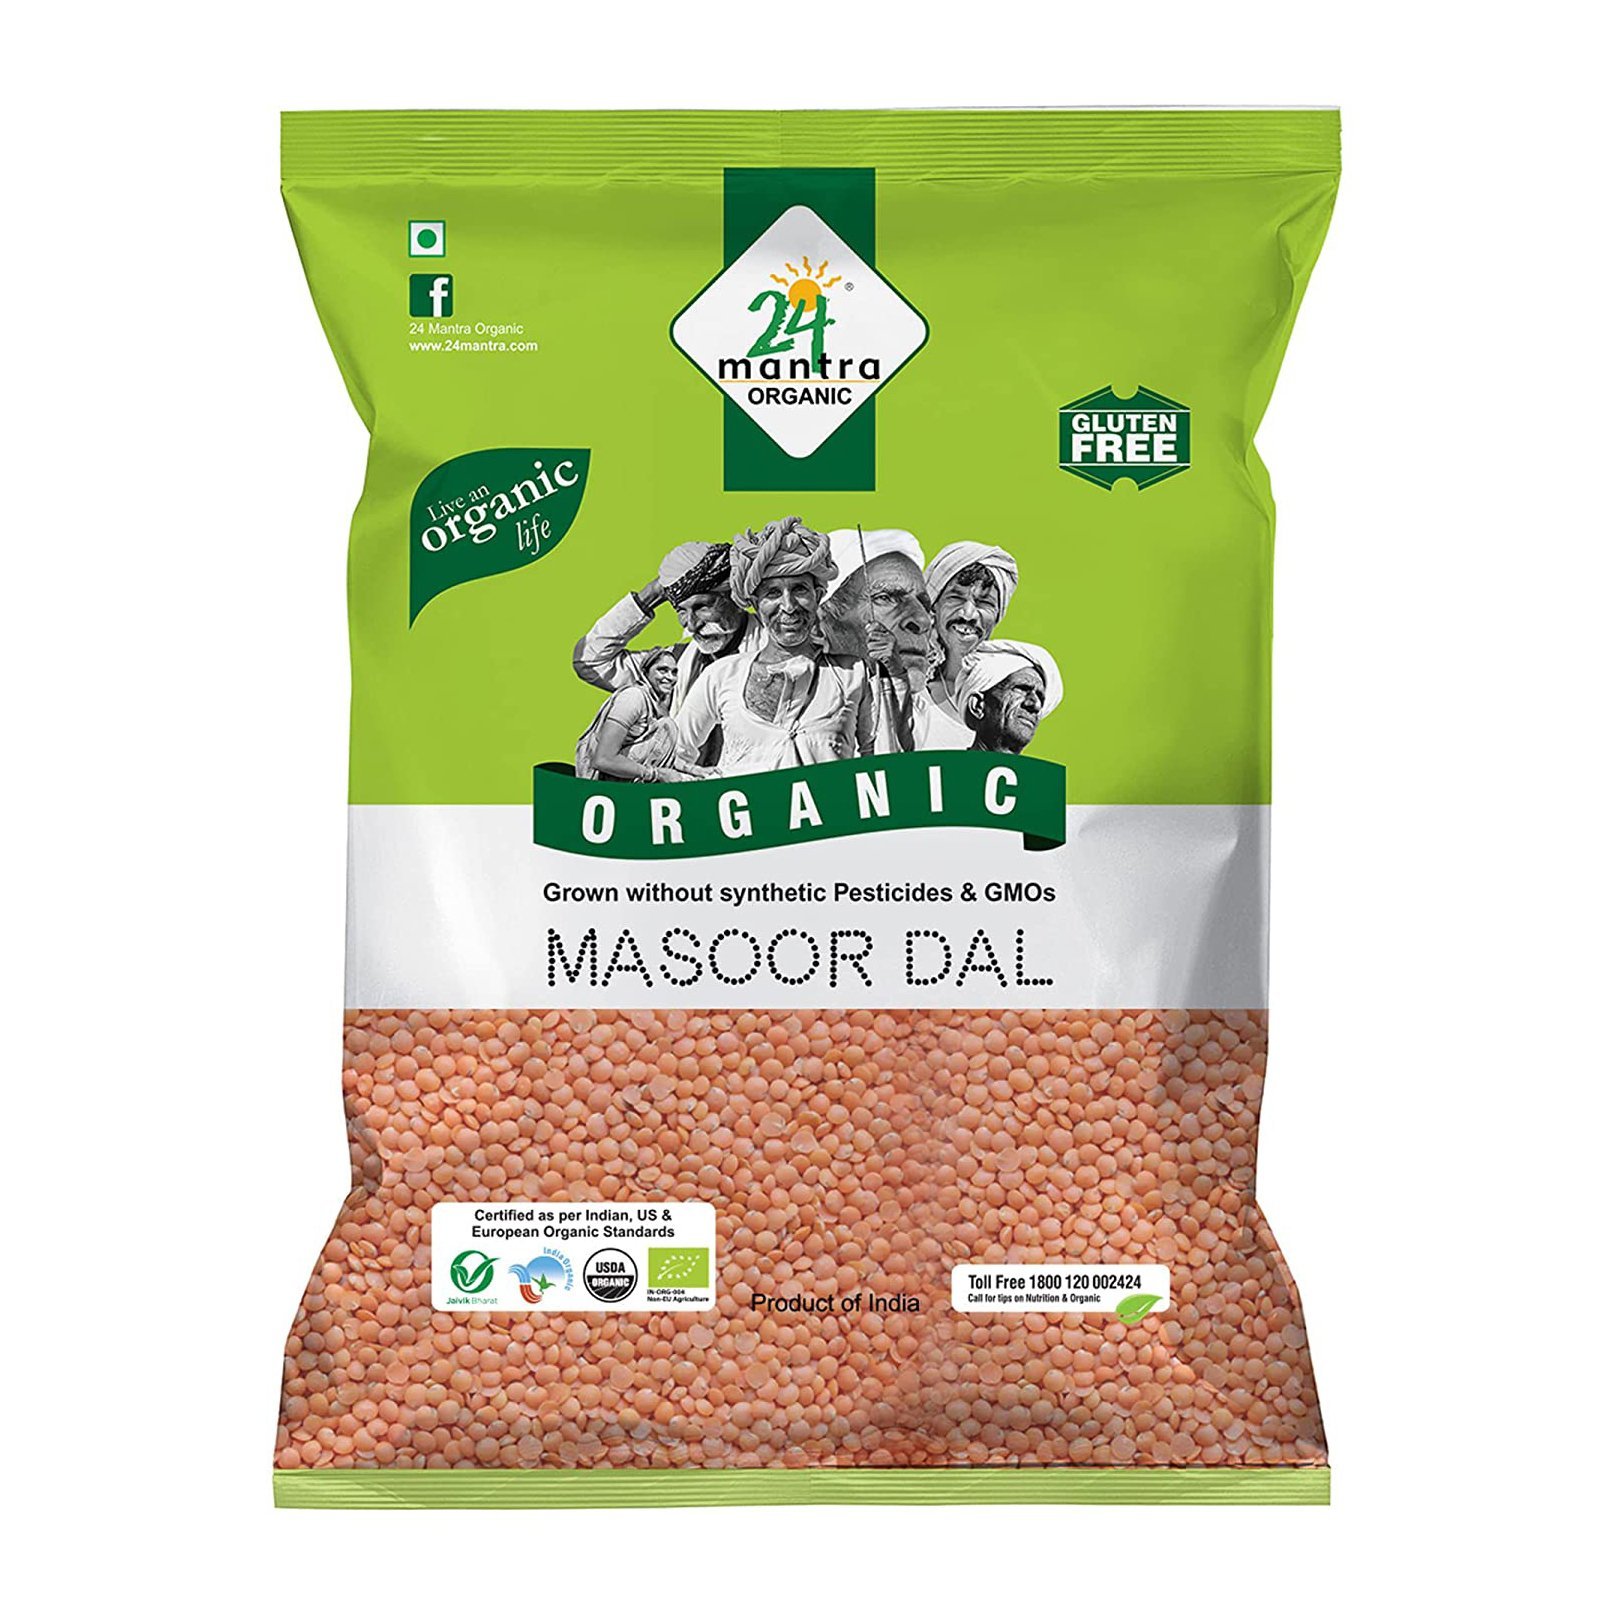 24
mantra
ORGANIC
®
f
24 Mantra Organic
www.24mantra.com
GLUTEN
FREE
Live an
organic
life
ORGANIC
Grown without synthetic Pesticides & GMOs
MASOOR DAL
Certified as per Indian, US &
European Organic Standards
Jaivik Bharat
India Organic
USDA
ORGANIC
IN-ORG-004
Non-EU Agriculture
Product of India
Toll Free 1800 120 002424
Call for tips on Nutrition & Organic